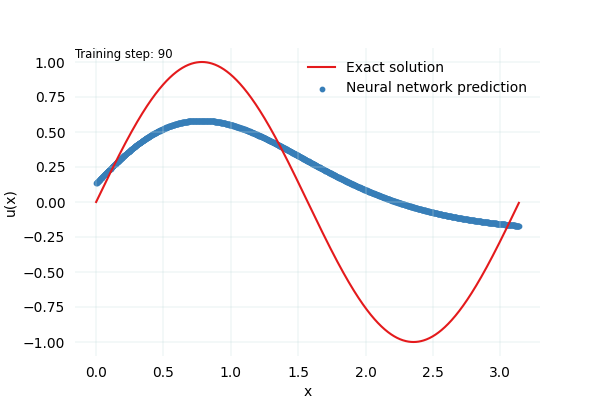 Training step: 90
Exact solution
Neural network prediction
1.00
0.75
0.50
0.25
0.00
−0.25
−0.50
−0.75
−1.00
u(x)
0.0 0.5 1.0 1.5 2.0 2.5 3.0
x